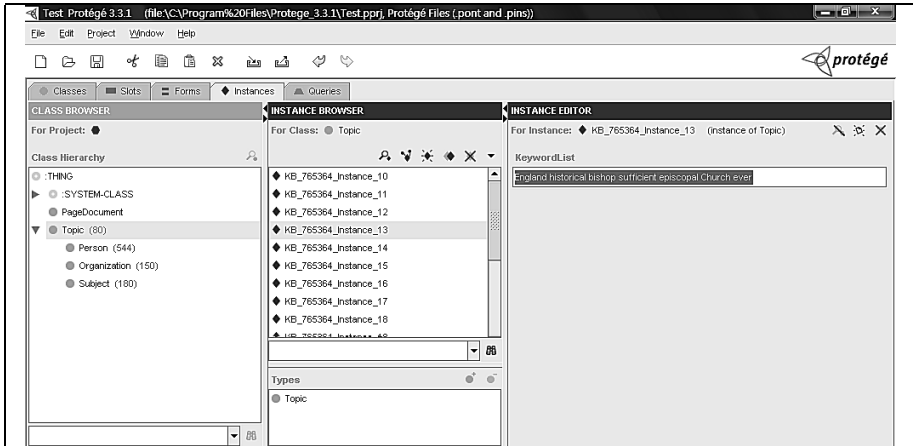 Test Protégé 3.3.1 (file:\C:\Program%20Files\Protege_3.3.1\Test.pprj, Protégé Files (.pont and .pins))
File Edit Project Window Help
protégé
Classes Slots Forms Instances Queries
CLASS BROWSER
For Project:
Class Hierarchy
:THING
:SYSTEM-CLASS
PageDocument
Topic (80)
Person (544)
Organization (150)
Subject (180)
INSTANCE BROWSER
For Class: Topic
KB_765364_Instance_10
KB_765364_Instance_11
KB_765364_Instance_12
KB_765364_Instance_13
KB_765364_Instance_14
KB_765364_Instance_15
KB_765364_Instance_16
KB_765364_Instance_17
KB_765364_Instance_18
Types
Topic
INSTANCE EDITOR
For Instance: KB_765364_Instance_13 (instance of Topic)
KeywordList
England historical bishop sufficient episcopal Church ever